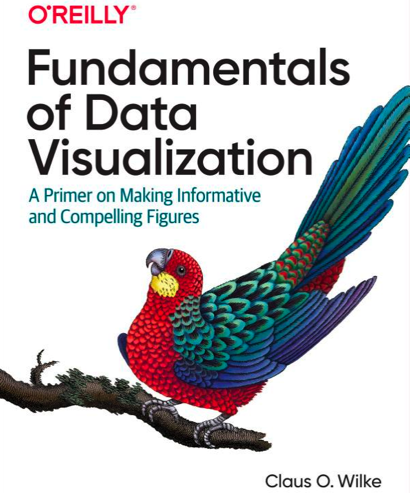 O'REILLY®
Fundamentals
of Data
Visualization
A Primer on Making Informative
and Compelling Figures
Claus O. Wilke